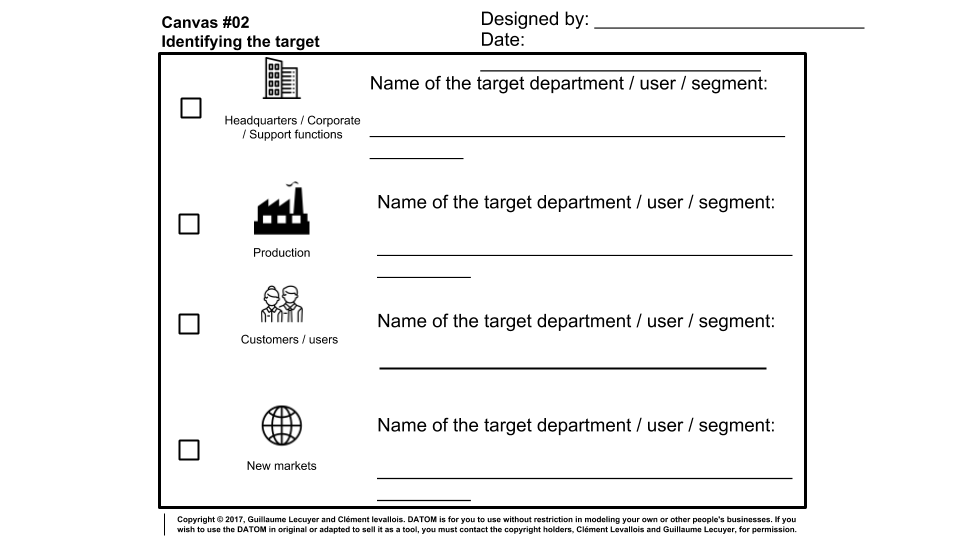 Canvas #02
Identifying the target
Designed by: ___________________________
Date:
____________________________
Name of the target department / user / segment:
Headquarters / Corporate
/ Support functions
Name of the target department / user / segment:
Production
Name of the target department / user / segment:
Customers / users
Name of the target department / user / segment:
New markets
Copyright © 2017, Guillaume Lecuyer and Clément levallois. DATOM is for you to use without restriction in modeling your own or other people's businesses. If you
wish to use the DATOM in original or adapted to sell it as a tool, you must contact the copyright holders, Clément Levallois and Guillaume Lecuyer, for permission.